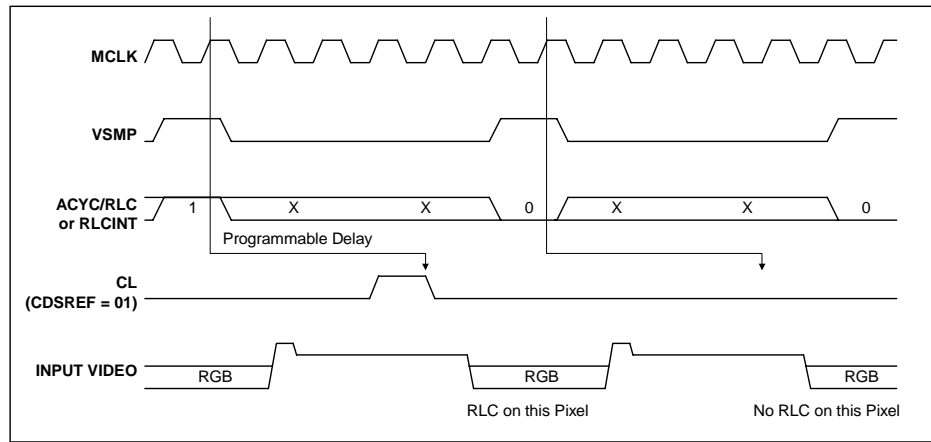 MCLK
VSMP
ACYC/RLC
or RLCINT
1 X X 0 X X 0
Programmable Delay
CL
(CDSREF = 01)
INPUT VIDEO
RGB RGB RGB
RLC on this Pixel No RLC on this Pixel